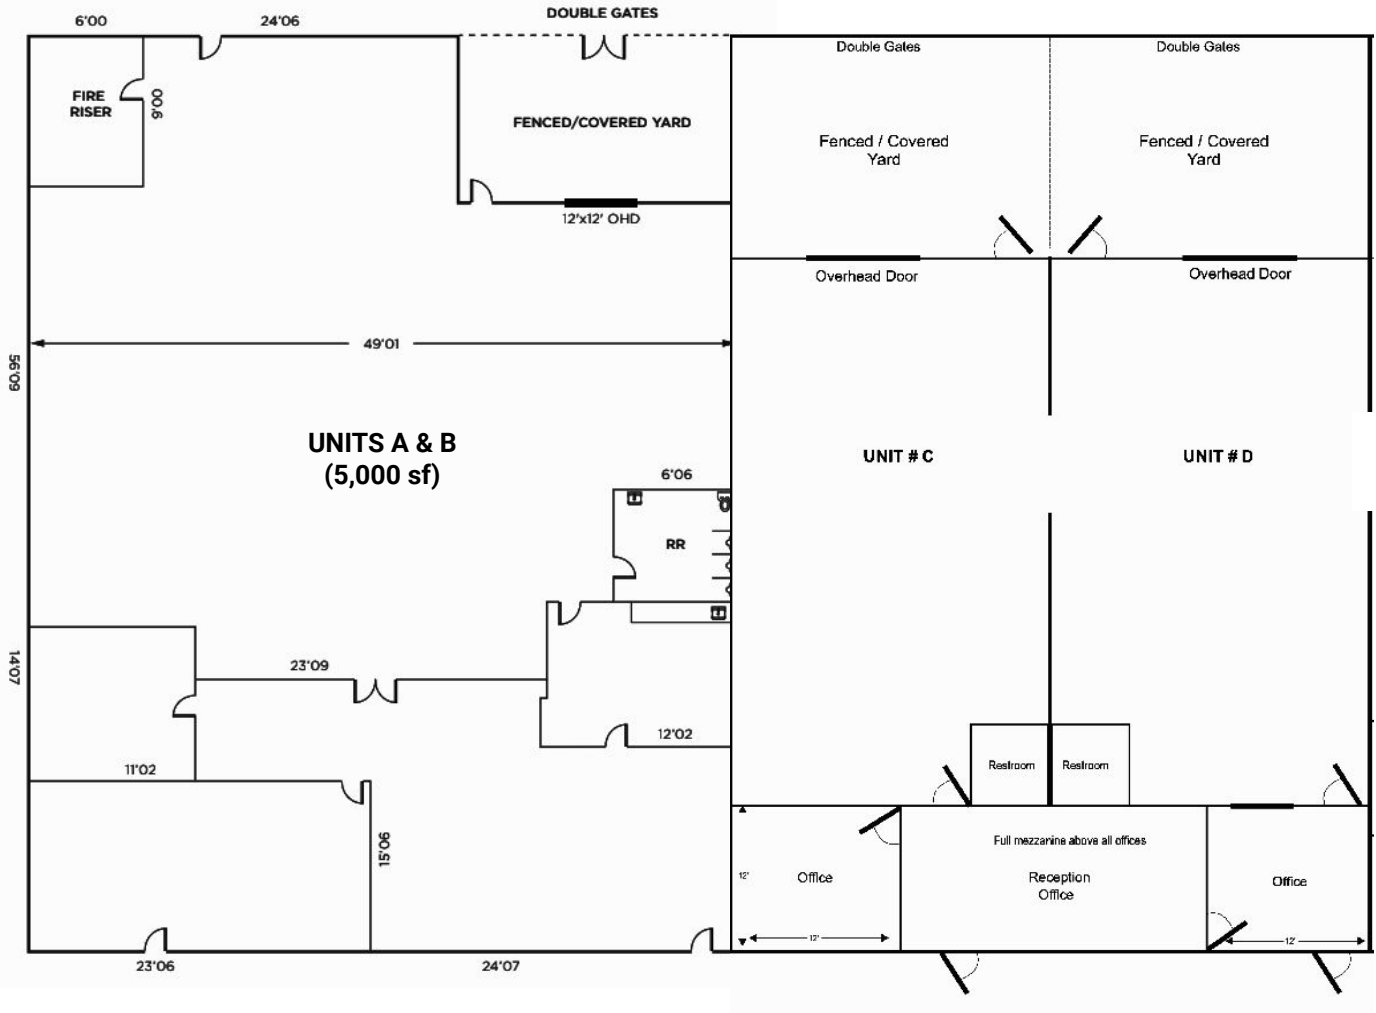 6'00
24'06
DOUBLE GATES
Double Gates
Double Gates
FIRE
RISER
9'00
FENCED/COVERED YARD
Fenced / Covered
Yard
Fenced / Covered
Yard
12'x12' OHD
Overhead Door
Overhead Door
49'01
56'09
UNITS A & B
(5,000 sf)
UNIT # C
UNIT # D
6'06
RR
14'07
23'09
12'02
11'02
Restroom
Restroom
15'06
Full mezzanine above all offices
12'
Office
Reception
Office
Office
12'
12'
23'06
24'07